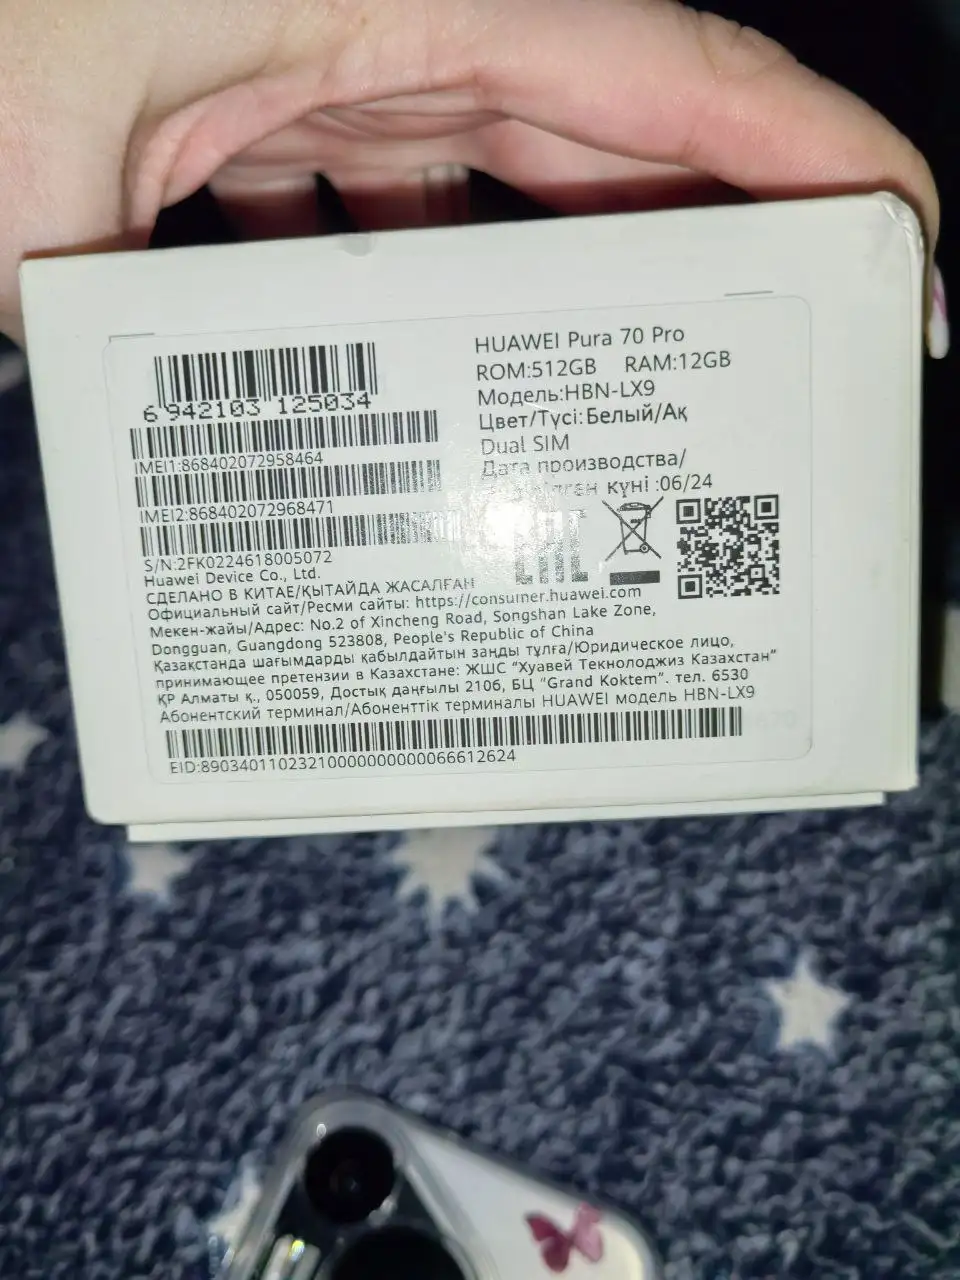 HUAWEI Pura 70 Pro
ROM:512GB RAM:12GB
Модель:HBN-LX9
Цвет/Түсі:Белый/Ақ
Dual SIM
Дата производства/
күні :06/24
6 942103 125034
IMEI1:868402072958464
IMEI2:868402072968471
S/N:2FK0224618005072
Huawei Device Co., Ltd.
СДЕЛАНО В КИТАЕ/ҚЫТАЙДА ЖАСАЛҒАН
Официальный сайт/Ресми сайты: https://consumer.huawei.com
Мекен-жайы/Адрес: No.2 of Xincheng Road, Songshan Lake Zone,
Dongguan, Guangdong 523808, People's Republic of China
Қазақстанда шағымдарды қабылдайтын заңды тұлға/Юридическое лицо,
принимающее претензии в Казахстане: ЖШС "Хуавей Текнолоджиз Казахстан"
ҚР Алматы қ., 050059, Достық даңғылы 210б, БЦ "Grand Koktem". тел. 6530
Абонентский терминал/Абоненттік терминалы HUAWEI модель HBN-LX9
EID:89034011023210000000000066612624